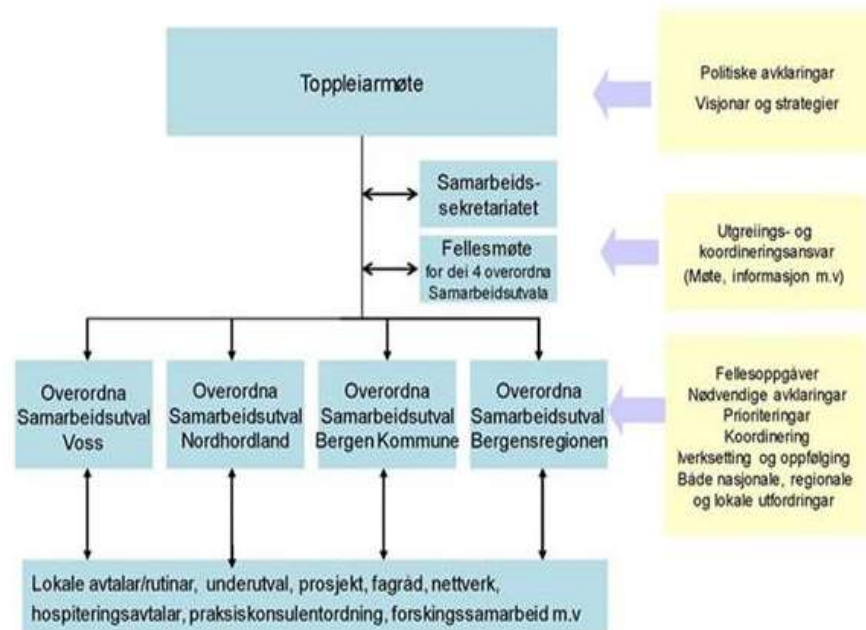 Toppleiarmøte
Politiske avklaringar
Visjonar og strategier
Samarbeids-
sekretariatet
Fellesmøte
for dei 4 overordna
Samarbeidsutvala
Utgreiings- og
koordineringsansvar
(Møte, informasjon m.v)
Overordna
Samarbeidsutval
Voss
Overordna
Samarbeidsutval
Nordhordland
Overordna
Samarbeidsutval
Bergen Kommune
Overordna
Samarbeidsutval
Bergensregionen
Fellesoppgåver
Nødvendige avklaringar
Prioriteringar
Koordinering
Iverksetting og oppfølging
Både nasjonale, regionale
og lokale utfordringar
Lokale avtalar/rutinar, underutval, prosjekt, fagråd, nettverk,
hospiteringsavtalar, praksiskonsulentordning, forskingssamarbeid m.v